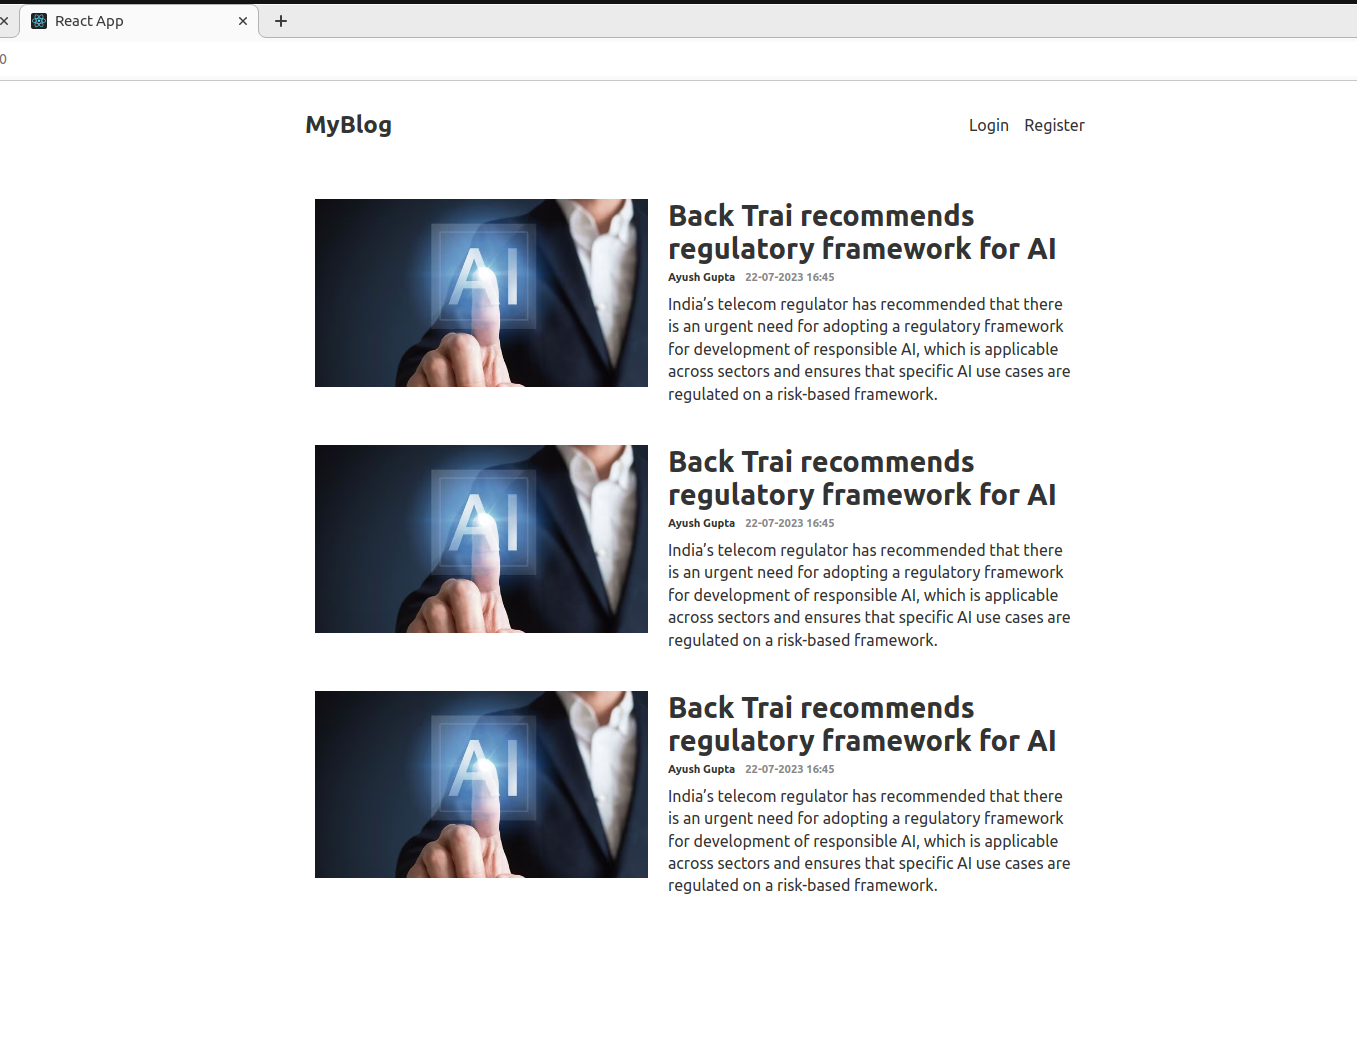 React App
0
MyBlog
Login Register
AI
Back Trai recommends
regulatory framework for AI
Ayush Gupta 22-07-2023 16:45
India’s telecom regulator has recommended that there
is an urgent need for adopting a regulatory framework
for development of responsible AI, which is applicable
across sectors and ensures that specific AI use cases are
regulated on a risk-based framework.
AI
Back Trai recommends
regulatory framework for AI
Ayush Gupta 22-07-2023 16:45
India’s telecom regulator has recommended that there
is an urgent need for adopting a regulatory framework
for development of responsible AI, which is applicable
across sectors and ensures that specific AI use cases are
regulated on a risk-based framework.
AI
Back Trai recommends
regulatory framework for AI
Ayush Gupta 22-07-2023 16:45
India’s telecom regulator has recommended that there
is an urgent need for adopting a regulatory framework
for development of responsible AI, which is applicable
across sectors and ensures that specific AI use cases are
regulated on a risk-based framework.